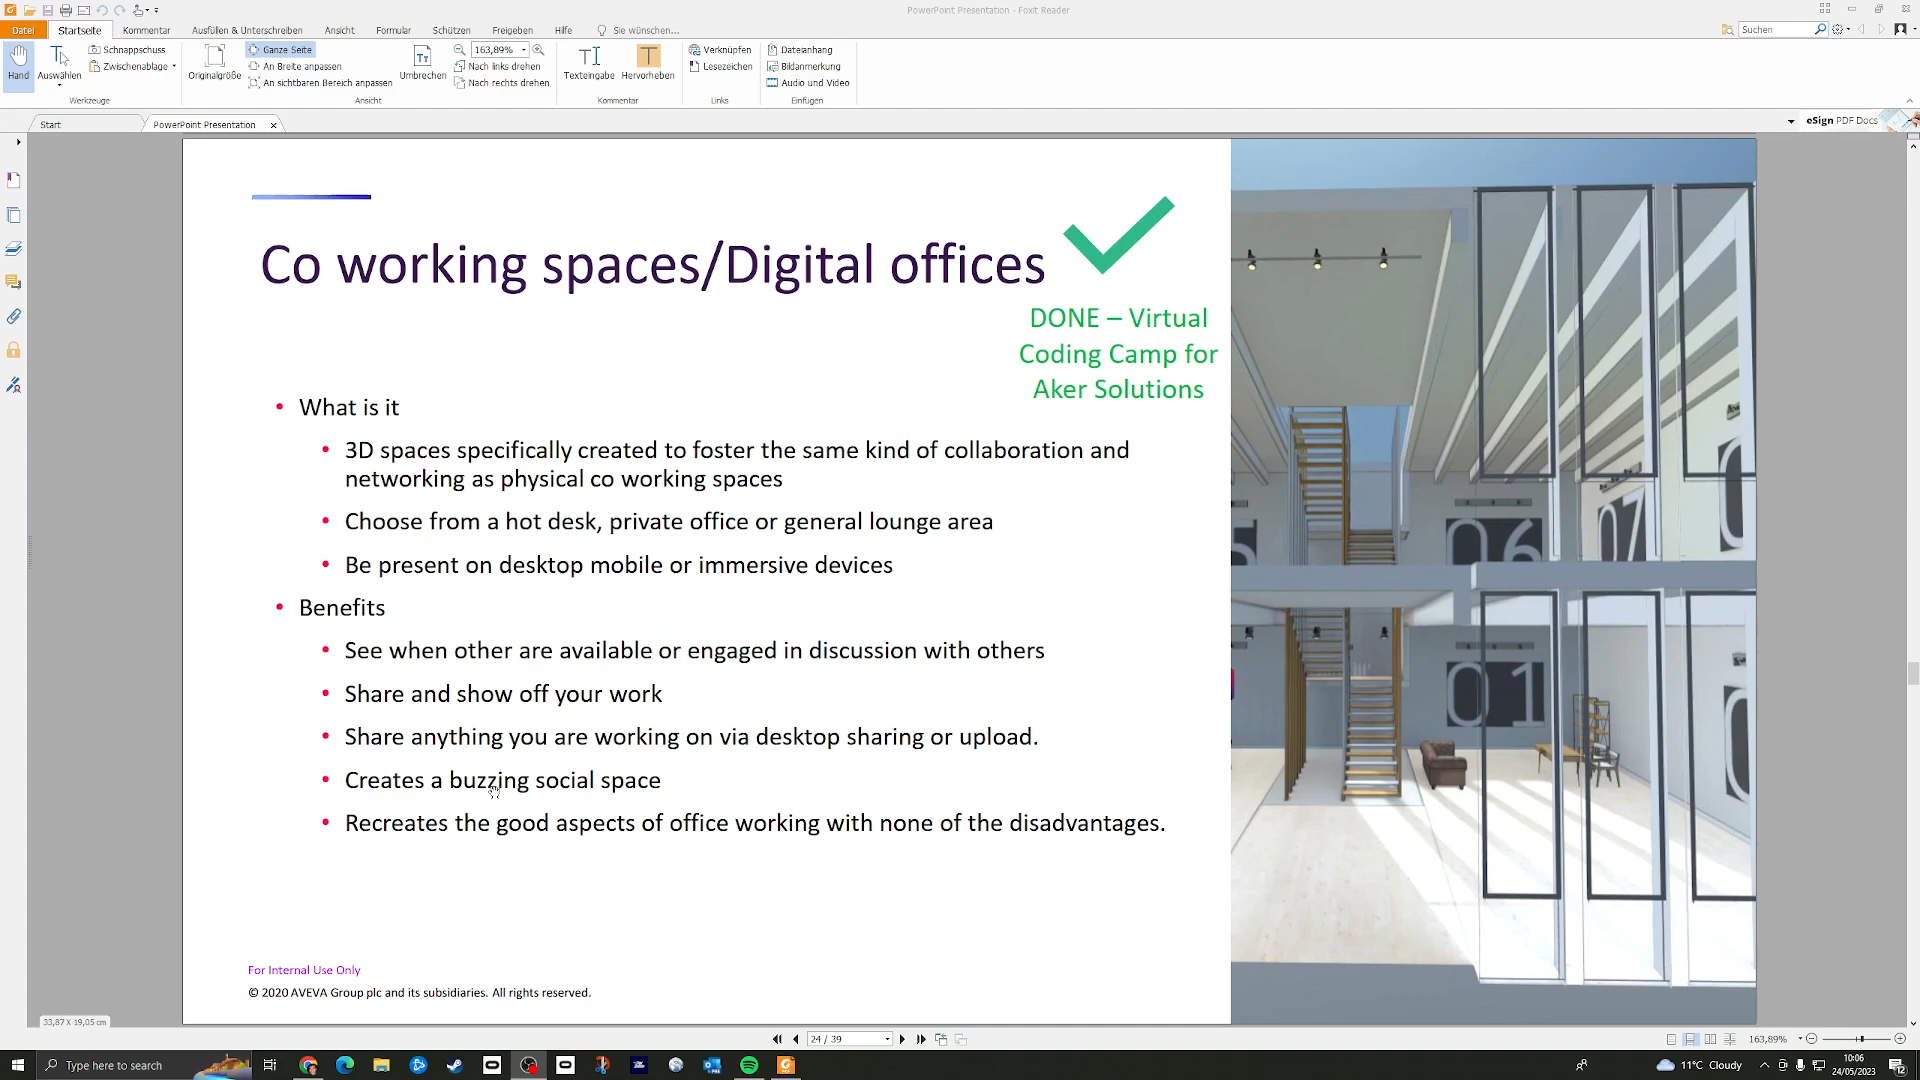 PowerPoint Presentation - Foxit Reader
Datei Startseite Kommentar Ausfüllen & Unterschreiben Ansicht Formular Schützen Freigeben Hilfe Sie wünschen... Suchen
Hand
Auswählen
Schnappschuss
Zwischenablage
Werkzeuge
Originalgröße
Ganze Seite
An Breite anpassen
An sichtbaren Bereich anpassen
Umbrechen
163,89%
Nach links drehen
Nach rechts drehen
Ansicht
Texteingabe
Hervorheben
Kommentar
Verknüpfen
Lesezeichen
Links
Dateianhang
Bildanmerkung
Audio und Video
Einfügen
Start PowerPoint Presentation eSign PDF Docs
Co working spaces/Digital offices
DONE – Virtual
Coding Camp for
Aker Solutions
• What is it
• 3D spaces specifically created to foster the same kind of collaboration and
networking as physical co working spaces
• Choose from a hot desk, private office or general lounge area
• Be present on desktop mobile or immersive devices
• Benefits
• See when other are available or engaged in discussion with others
• Share and show off your work
• Share anything you are working on via desktop sharing or upload.
• Creates a buzzing social space
• Recreates the good aspects of office working with none of the disadvantages.
06
07
01
For Internal Use Only
© 2020 AVEVA Group plc and its subsidiaries. All rights reserved.
33,87 X 19,05 cm
24 / 39
163,89%
Type here to search
11°C Cloudy
10:06
24/05/2023